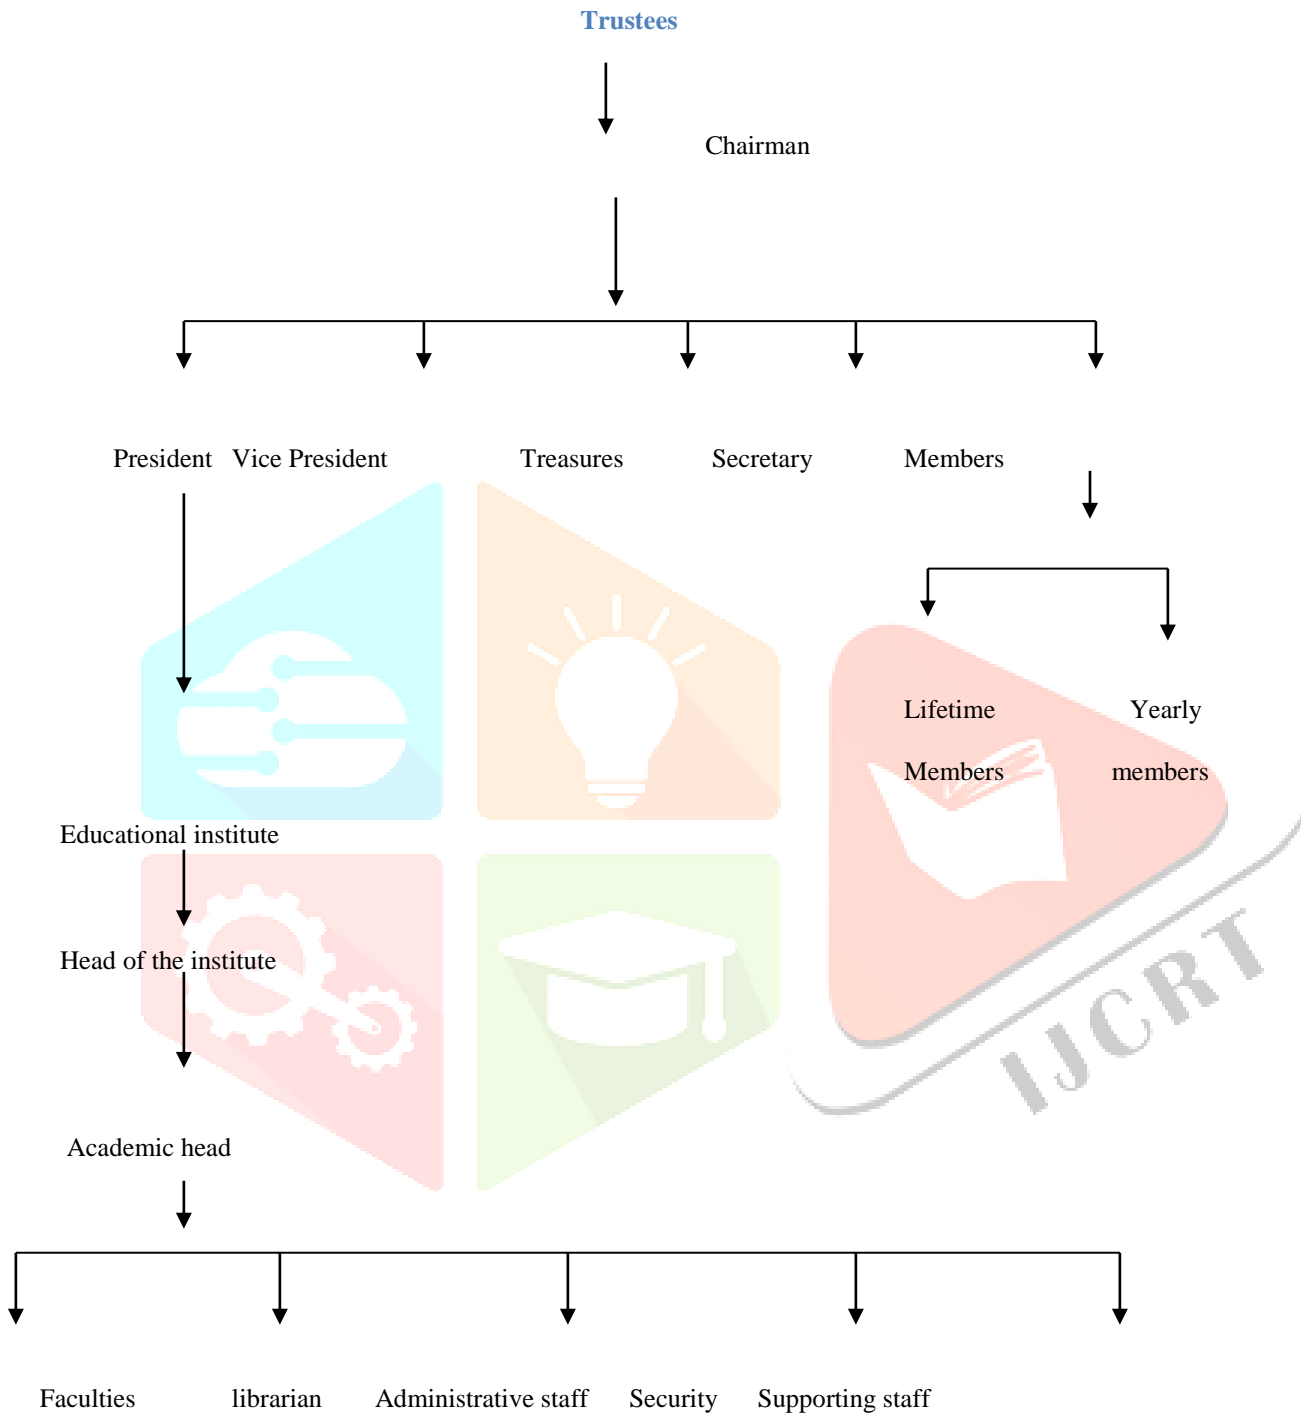 Trustees
Chairman
President Vice President Treasures Secretary Members
Lifetime Yearly
Members members
Educational institute
Head of the institute
IJCRT
Academic head
Faculties librarian Administrative staff Security Supporting staff